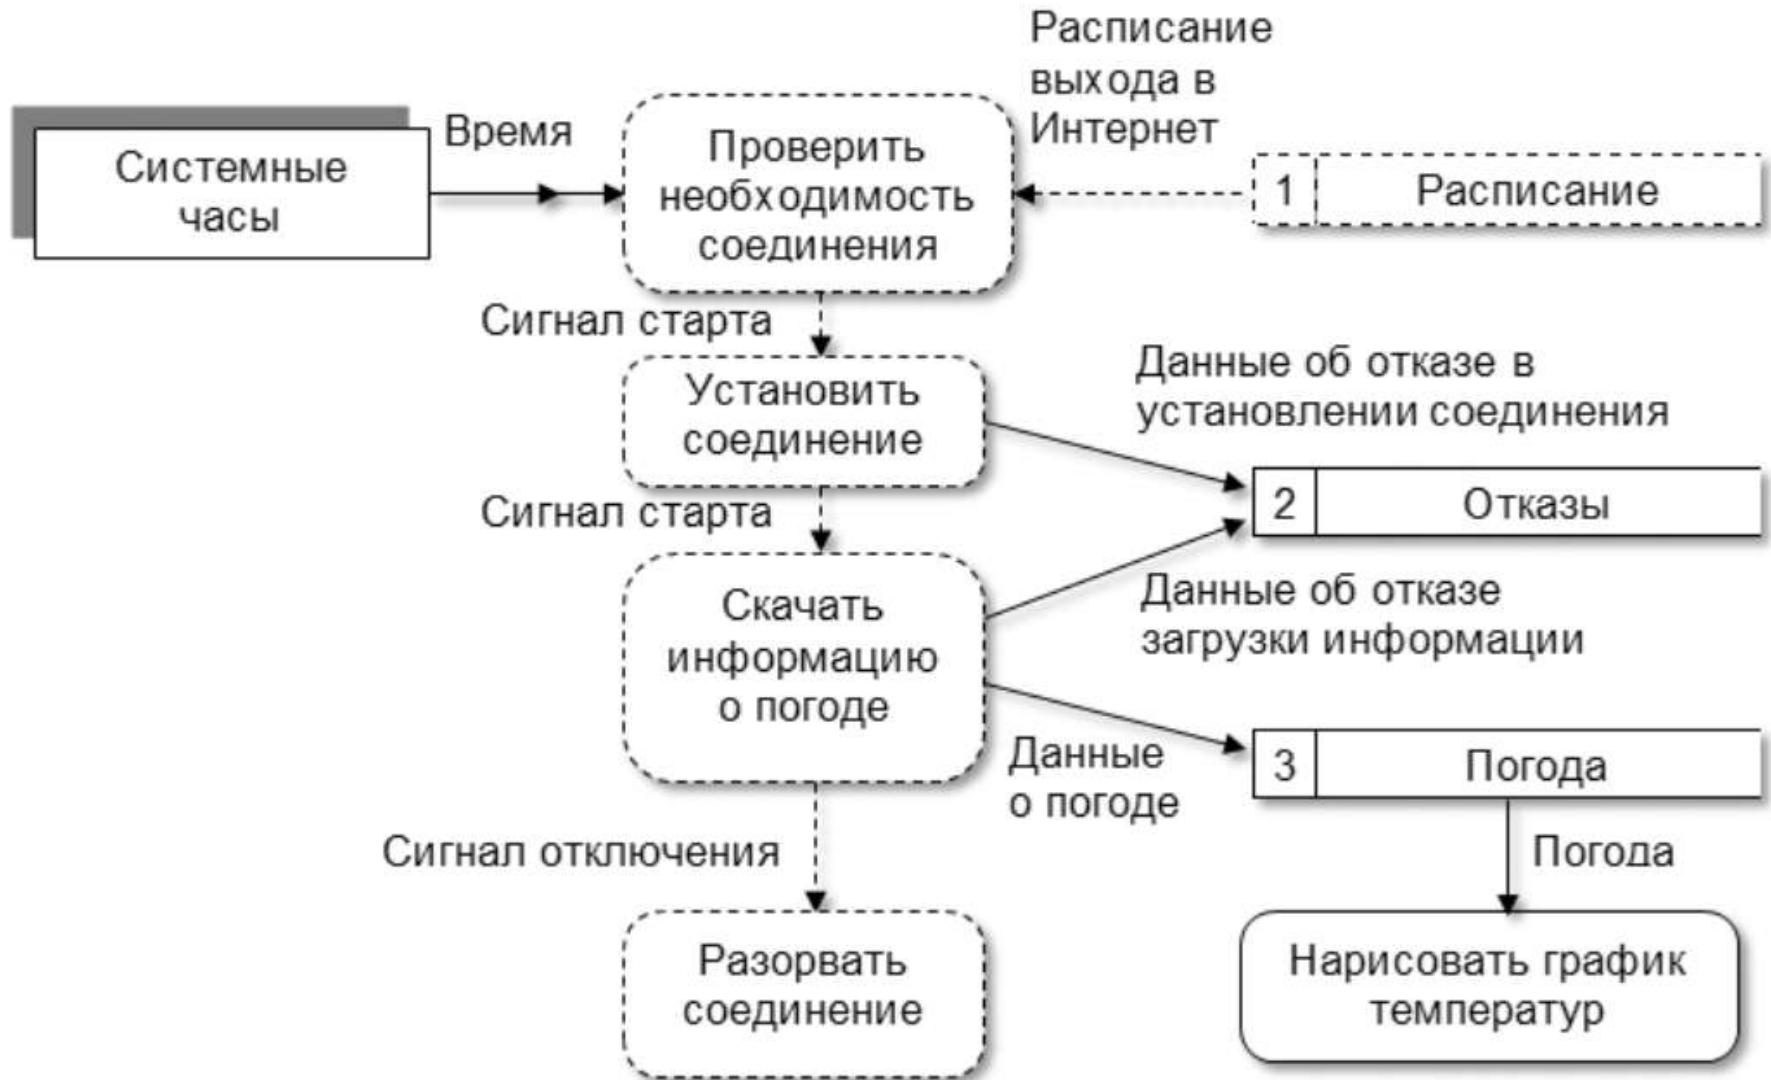 Расписание
выхода в
Интернет
Время
Системные
часы
Проверить
необходимость
соединения
1
Расписание
Сигнал старта
Установить
соединение
Данные об отказе в
установлении соединения
2
Отказы
Сигнал старта
Скачать
информацию
о погоде
Данные об отказе
загрузки информации
Данные
о погоде
3
Погода
Сигнал отключения
Погода
Разорвать
соединение
Нарисовать график
температур